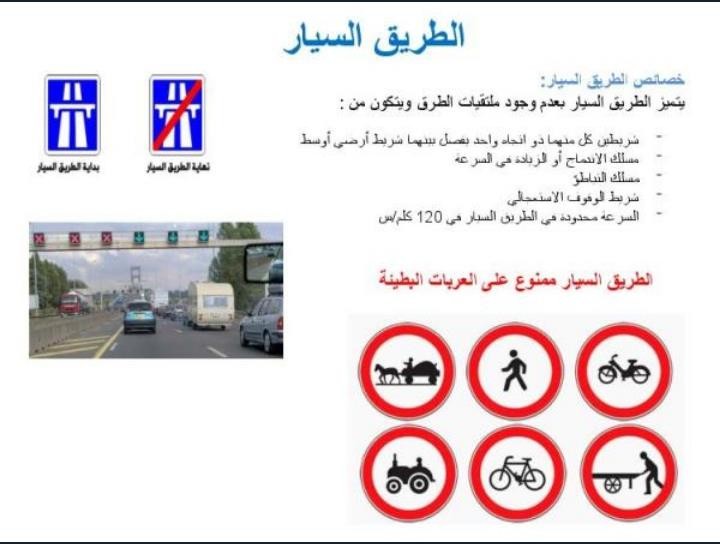 الطريق السيار
خصائص الطريق السيار:
يتميز الطريق السيار بعدم وجود ملتقيات الطرق ويتكون من :
- شريطين كل منهما ذو اتجاه واحد يفصل بينهما شريط أرضي أوسط
- مسلك الاندماج أو الزيادة في السرعة
- مسلك التباطؤ
- شريط الوقوف الاستعجالي
- السرعة محدودة في الطريق السيار في 120 كلم/س
نهاية الطريق السيار
بداية الطريق السيار
الطريق السيار ممنوع على العربات البطيئة